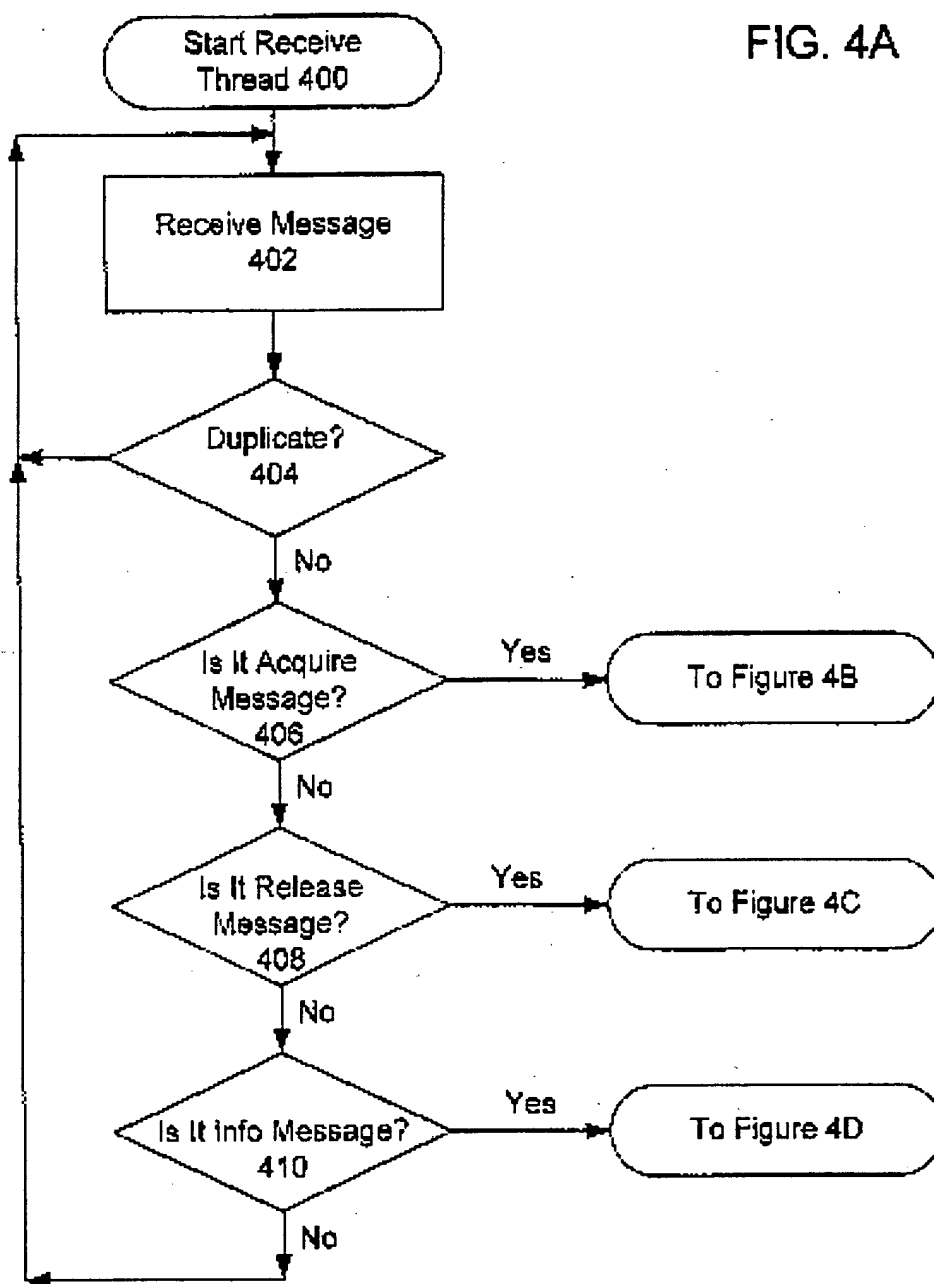 FIG. 4A
Start Receive
Thread 400
Receive Message
402
Duplicate?
404
No
Is It Acquire
Message?
406
Yes
To Figure 4B
No
Is It Release
Message?
408
Yes
To Figure 4C
No
Is It info Message?
410
Yes
To Figure 4D
No